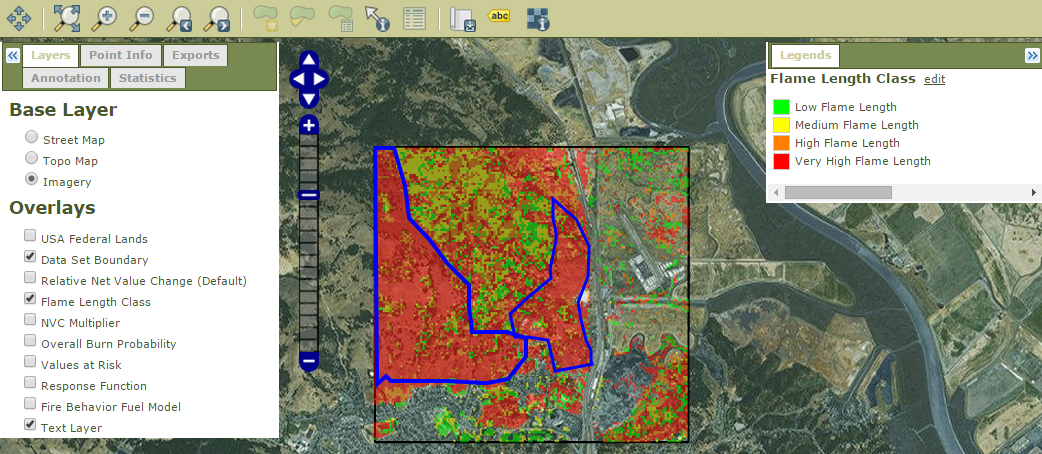 abc
Layers
Point Info
Exports
Annotation
Statistics
Base Layer
Street Map
Topo Map
Imagery
Overlays
USA Federal Lands
Data Set Boundary
Relative Net Value Change (Default)
Flame Length Class
NVC Multiplier
Overall Burn Probability
Values at Risk
Response Function
Fire Behavior Fuel Model
Text Layer
Legends
Flame Length Class edit
Low Flame Length
Medium Flame Length
High Flame Length
Very High Flame Length